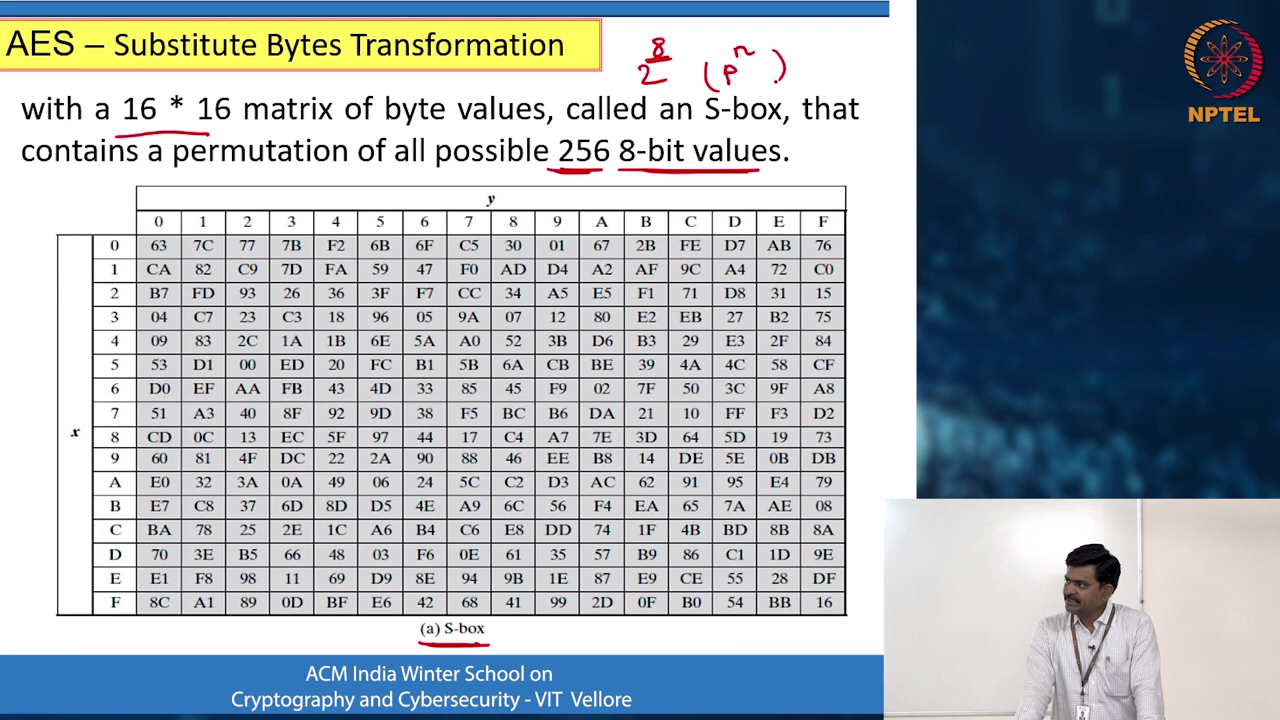 AES – Substitute Bytes Transformation
2^8 (p^n)
NPTEL
with a 16 * 16 matrix of byte values, called an S-box, that
contains a permutation of all possible 256 8-bit values.
y
0 1 2 3 4 5 6 7 8 9 A B C D E F
0 63 7C 77 7B F2 6B 6F C5 30 01 67 2B FE D7 AB 76
1 CA 82 C9 7D FA 59 47 F0 AD D4 A2 AF 9C A4 72 C0
2 B7 FD 93 26 36 3F F7 CC 34 A5 E5 F1 71 D8 31 15
3 04 C7 23 C3 18 96 05 9A 07 12 80 E2 EB 27 B2 75
4 09 83 2C 1A 1B 6E 5A A0 52 3B D6 B3 29 E3 2F 84
5 53 D1 00 ED 20 FC B1 5B 6A CB BE 39 4A 4C 58 CF
6 D0 EF AA FB 43 4D 33 85 45 F9 02 7F 50 3C 9F A8
7 51 A3 40 8F 92 9D 38 F5 BC B6 DA 21 10 FF F3 D2
x
8 CD 0C 13 EC 5F 97 44 17 C4 A7 7E 3D 64 5D 19 73
9 60 81 4F DC 22 2A 90 88 46 EE B8 14 DE 5E 0B DB
A E0 32 3A 0A 49 06 24 5C C2 D3 AC 62 91 95 E4 79
B E7 C8 37 6D 8D D5 4E A9 6C 56 F4 EA 65 7A AE 08
C BA 78 25 2E 1C A6 B4 C6 E8 DD 74 1F 4B BD 8B 8A
D 70 3E B5 66 48 03 F6 0E 61 35 57 B9 86 C1 1D 9E
E E1 F8 98 11 69 D9 8E 94 9B 1E 87 E9 CE 55 28 DF
F 8C A1 89 0D BF E6 42 68 41 99 2D 0F B0 54 BB 16
(a) S-box
ACM India Winter School on
Cryptography and Cybersecurity - VIT Vellore